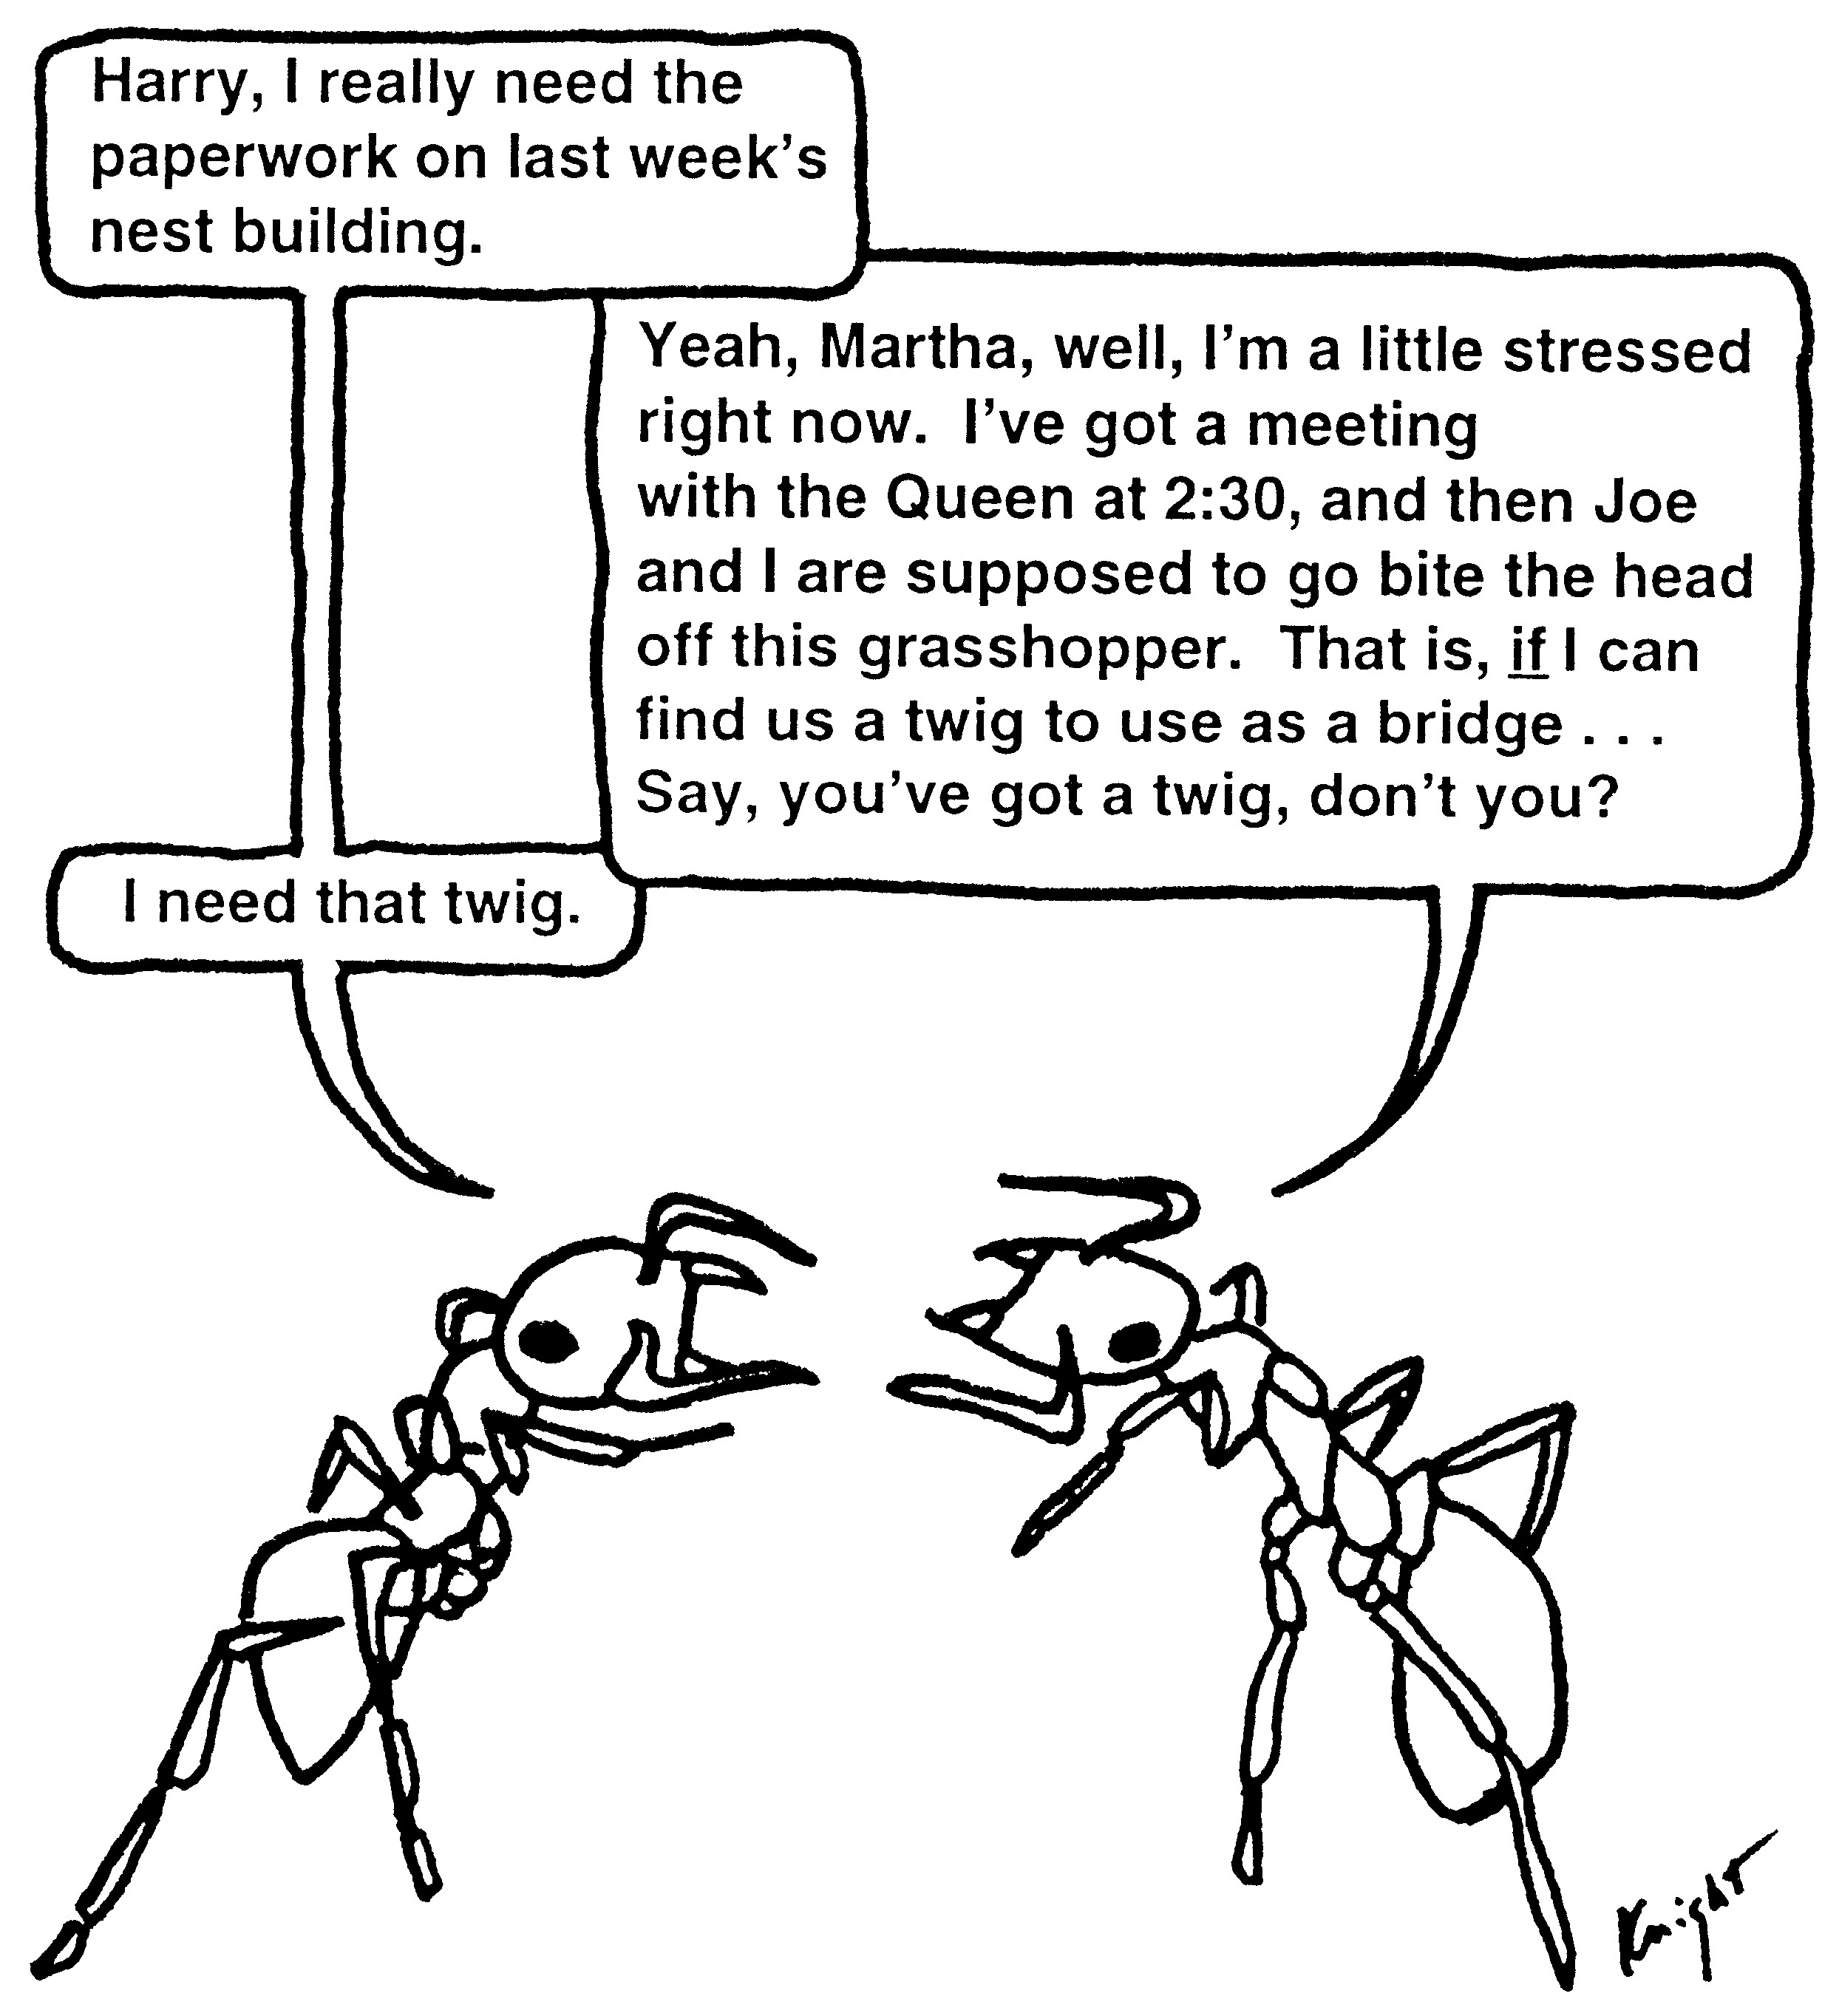 Harry, I really need the
paperwork on last week's
nest building.
Yeah, Martha, well, I'm a little stressed
right now.  I've got a meeting
with the Queen at 2:30, and then Joe
and I are supposed to go bite the head
off this grasshopper.  That is, if I can
find us a twig to use as a bridge . . .
Say, you've got a twig, don't you?
I need that twig.
Knight